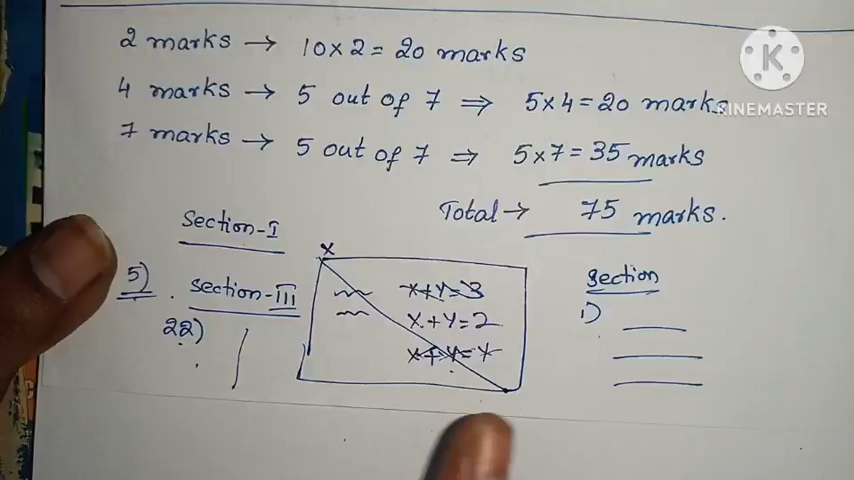 2 marks → 10×2 = 20 marks
4 marks → 5 out of 7 ⇒ 5×4 = 20 marks
7 marks → 5 out of 7 ⇒ 5×7 = 35 marks
Total → 75 marks.
Section-I
5)
Section-III
22)
x
x+y=3
x+y=2
x+y=x
Section
1)
K
KINEMASTER